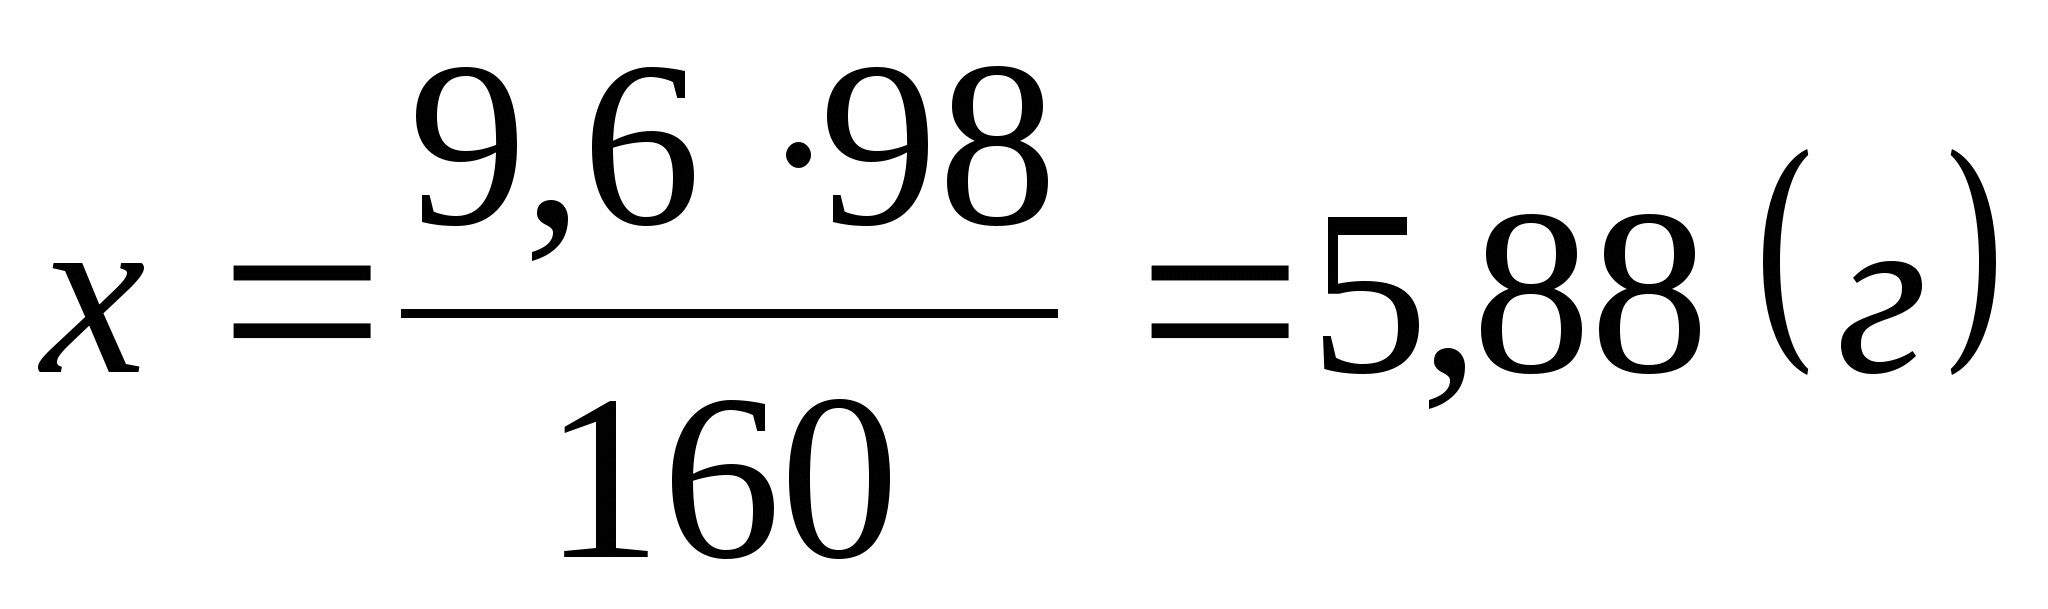 x = 9,6 ·98 / 160 = 5,88 (г)